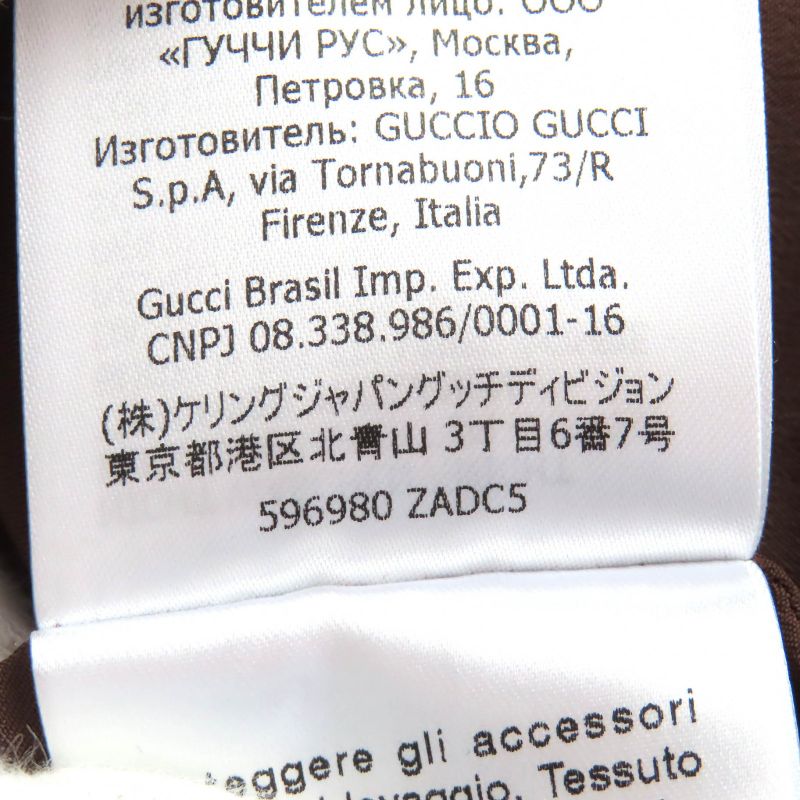 изготовителем лицо: ООО
«ГУЧЧИ РУС», Москва,
Петровка, 16
Изготовитель: GUCCIO GUCCI
S.p.A, via Tornabuoni,73/R
Firenze, Italia
Gucci Brasil Imp. Exp. Ltda.
CNPJ 08.338.986/0001-16
(株)ケリングジャパングッチディビジョン
東京都港区北青山 3丁目6番7号
596980 ZADC5
gli accessori
Tessuto